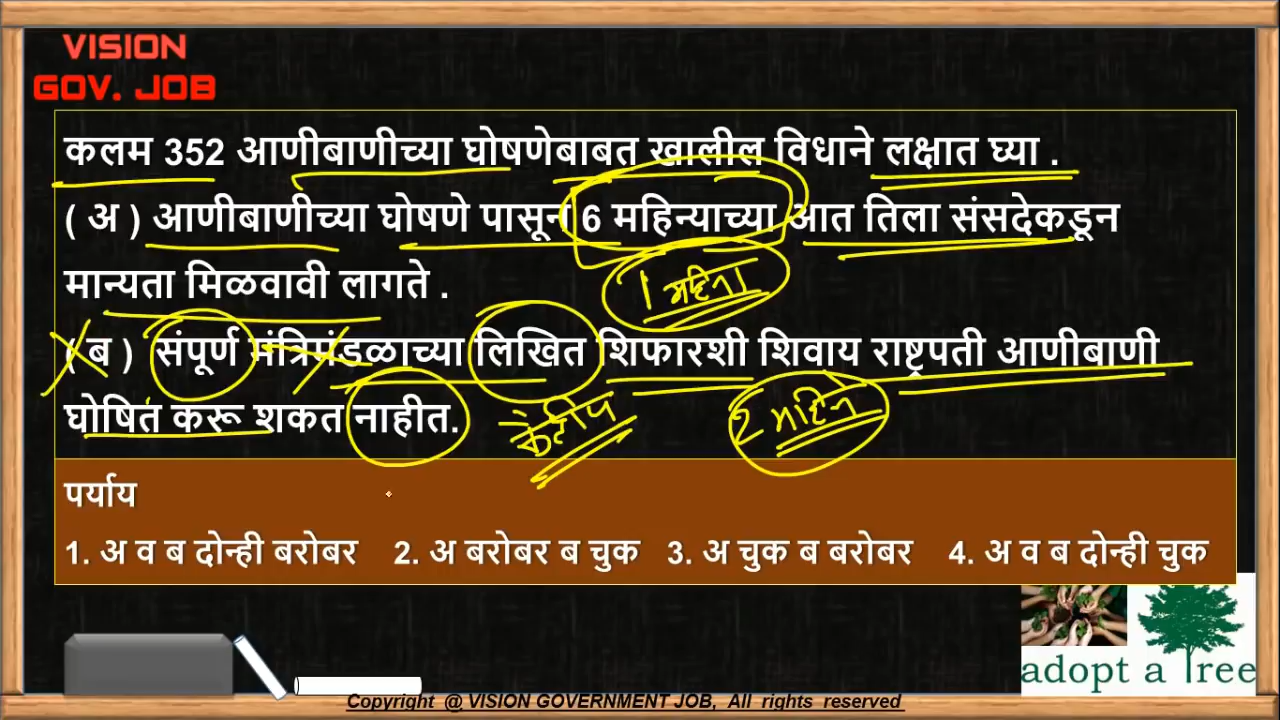 VISION
GOV. JOB
कलम 352 आणीबाणीच्या घोषणेबाबत खालील विधाने लक्षात घ्या .
( अ ) आणीबाणीच्या घोषणे पासून 6 महिन्याच्या आत तिला संसदेकडून
मान्यता मिळवावी लागते .
1 महिना
( ब ) संपूर्ण मंत्रिमंडळाच्या लिखित शिफारशी शिवाय राष्ट्रपती आणीबाणी
घोषित करू शकत नाहीत.
केंद्रीय
2 महिने
पर्याय
1. अ व ब दोन्ही बरोबर 2. अ बरोबर ब चुक 3. अ चुक ब बरोबर 4. अ व ब दोन्ही चुक
adopt a Tree
Copyright @ VISION GOVERNMENT JOB, All rights reserved